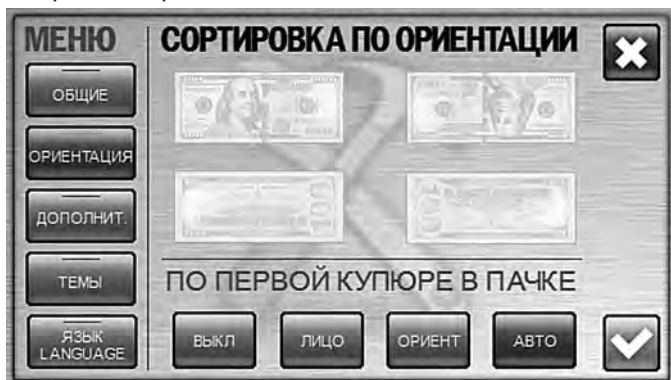 МЕНЮ
СОРТИРОВКА ПО ОРИЕНТАЦИИ
ОБЩИЕ
ОРИЕНТАЦИЯ
ДОПОЛНИТ.
ТЕМЫ
ЯЗЫК
LANGUAGE
ПО ПЕРВОЙ КУПЮРЕ В ПАЧКЕ
ВЫКЛ
ЛИЦО
ОРИЕНТ
АВТО